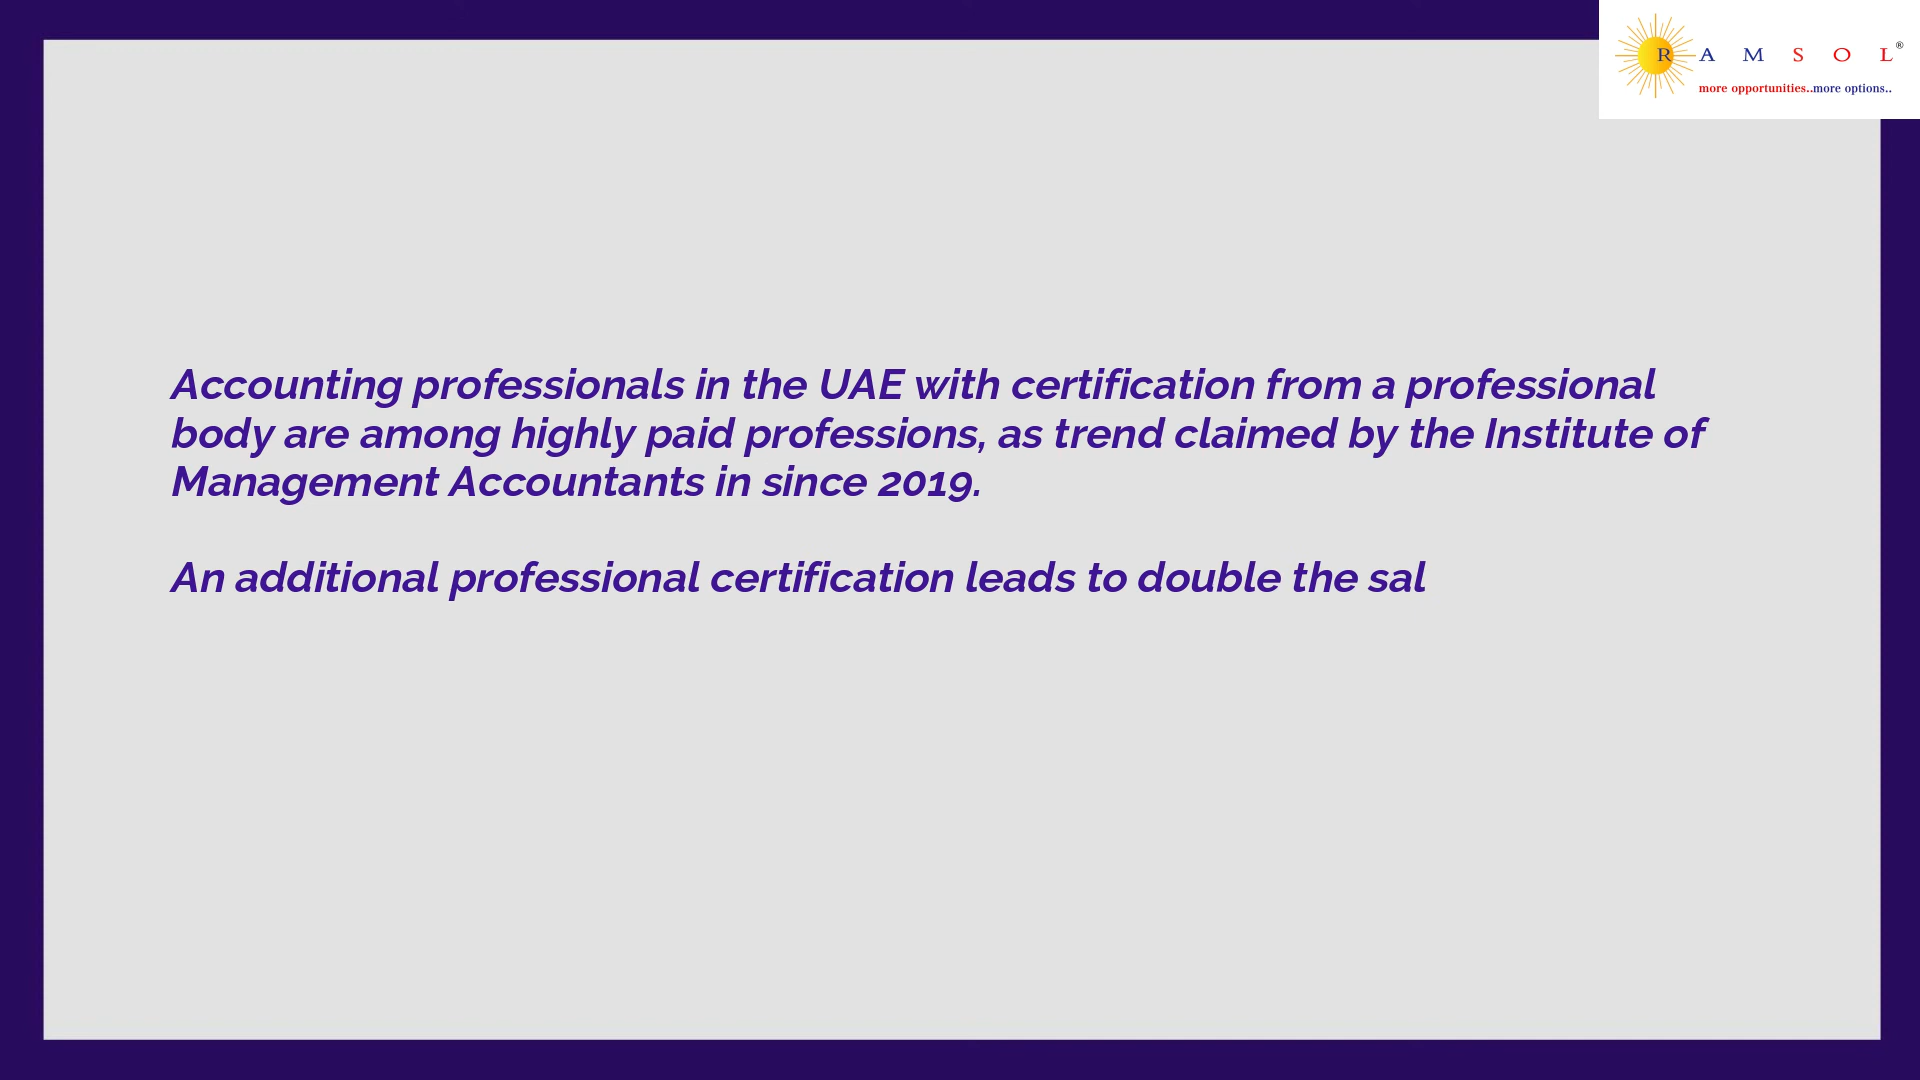 R A M S O L®
more opportunities..more options..
Accounting professionals in the UAE with certification from a professional
body are among highly paid professions, as trend claimed by the Institute of
Management Accountants in since 2019.
An additional professional certification leads to double the sal